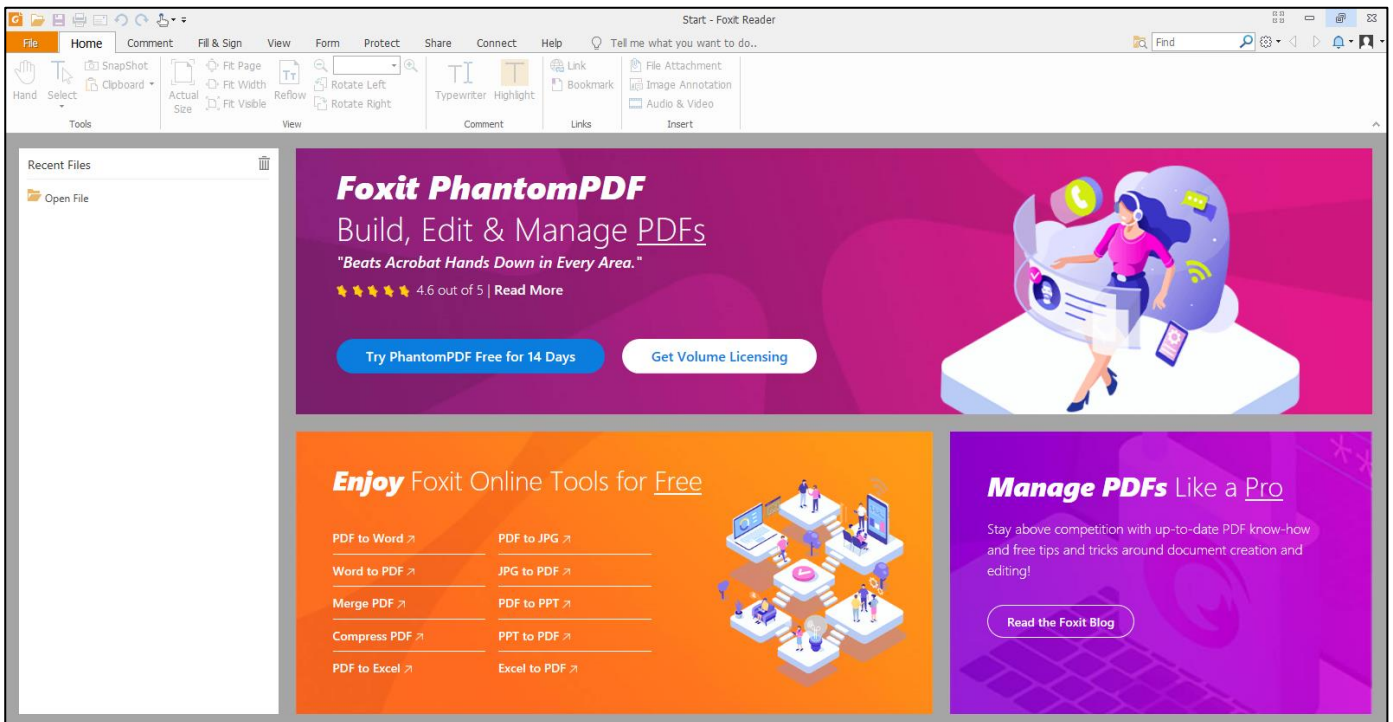 Start - Foxit Reader
File Home Comment Fill & Sign View Form Protect Share Connect Help Tell me what you want to do.. Find
Hand
Select
SnapShot
Clipboard
Tools
Actual Size
Fit Page
Fit Width
Fit Visible
Reflow
Rotate Left
Rotate Right
View
Typewriter
Highlight
Comment
Link
Bookmark
Links
File Attachment
Image Annotation
Audio & Video
Insert
Recent Files
Open File
Foxit PhantomPDF
Build, Edit & Manage PDFs
"Beats Acrobat Hands Down in Every Area."
4.6 out of 5 | Read More
Try PhantomPDF Free for 14 Days
Get Volume Licensing
Enjoy Foxit Online Tools for Free
PDF to Word PDF to JPG
Word to PDF JPG to PDF
Merge PDF PDF to PPT
Compress PDF PPT to PDF
PDF to Excel Excel to PDF
Manage PDFs Like a Pro
Stay above competition with up-to-date PDF know-how
and free tips and tricks around document creation and
editing!
Read the Foxit Blog